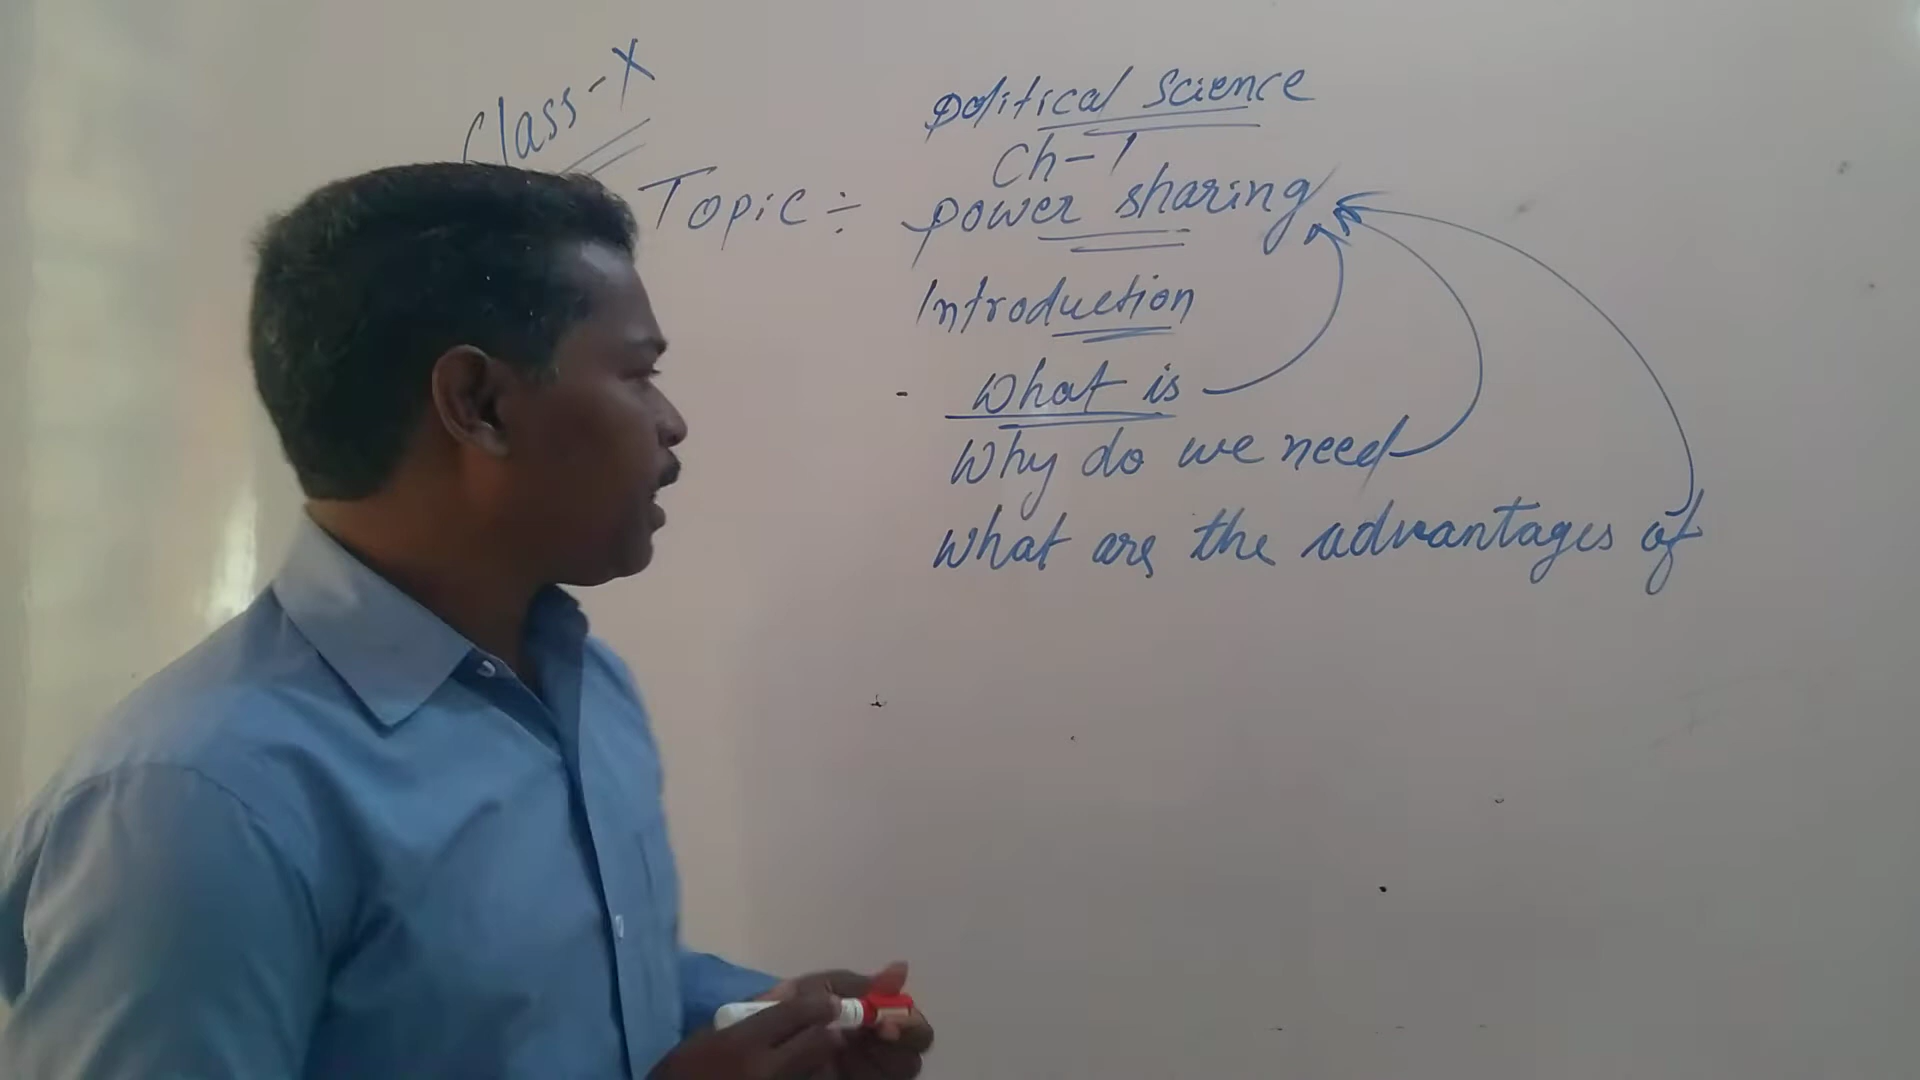 Class-X
Political Science
Ch-1
Topic ÷ Power sharing
Introduction
What is
Why do we need
What are the advantages of